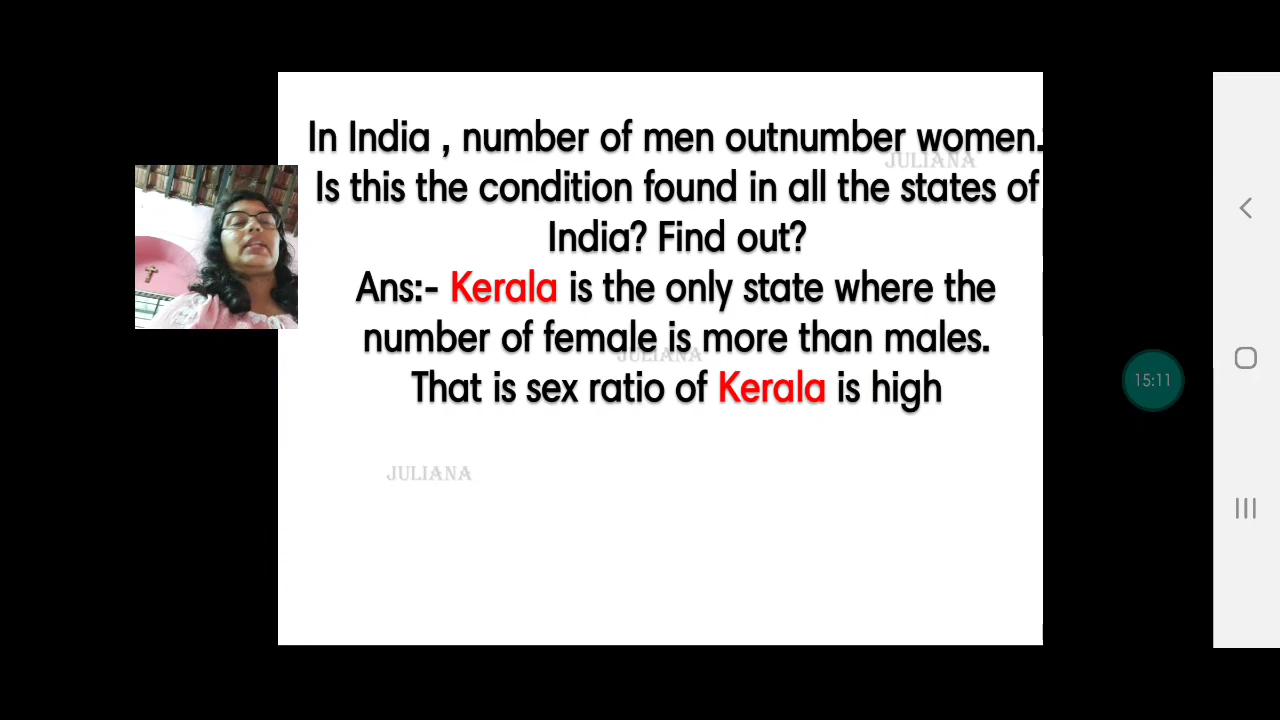 In India , number of men outnumber women.
JULIANA
Is this the condition found in all the states of
India? Find out?
Ans:- Kerala is the only state where the
number of female is more than males.
JULIANA
That is sex ratio of Kerala is high
15:11
JULIANA